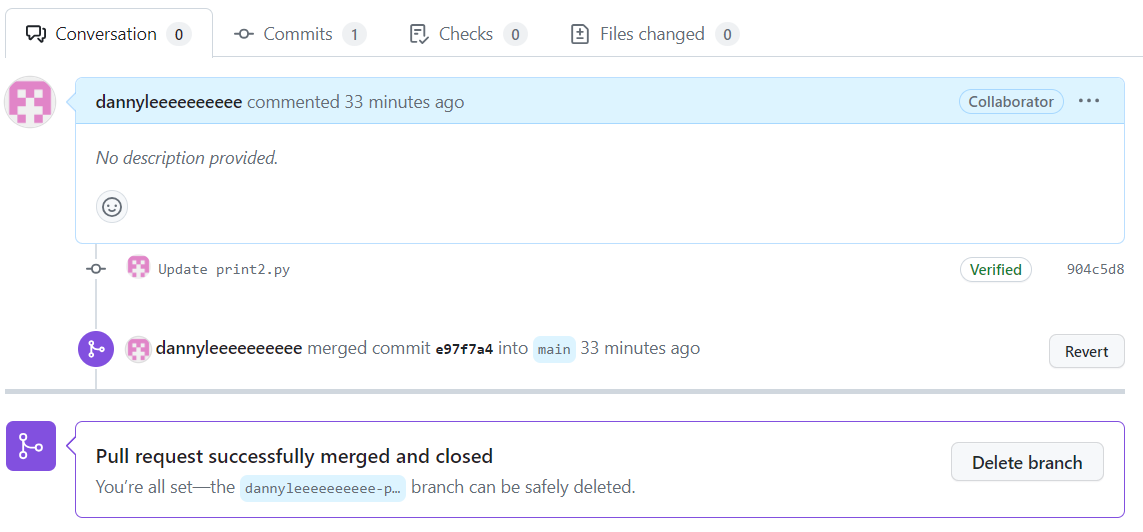 Conversation 0 Commits 1 Checks 0 Files changed 0
dannyleeeeeeeeee commented 33 minutes ago Collaborator ...
No description provided.
Update print2.py Verified 904c5d8
dannyleeeeeeeeee merged commit e97f7a4 into main 33 minutes ago Revert
Pull request successfully merged and closed
You're all set—the dannyleeeeeeeeee-p… branch can be safely deleted. Delete branch